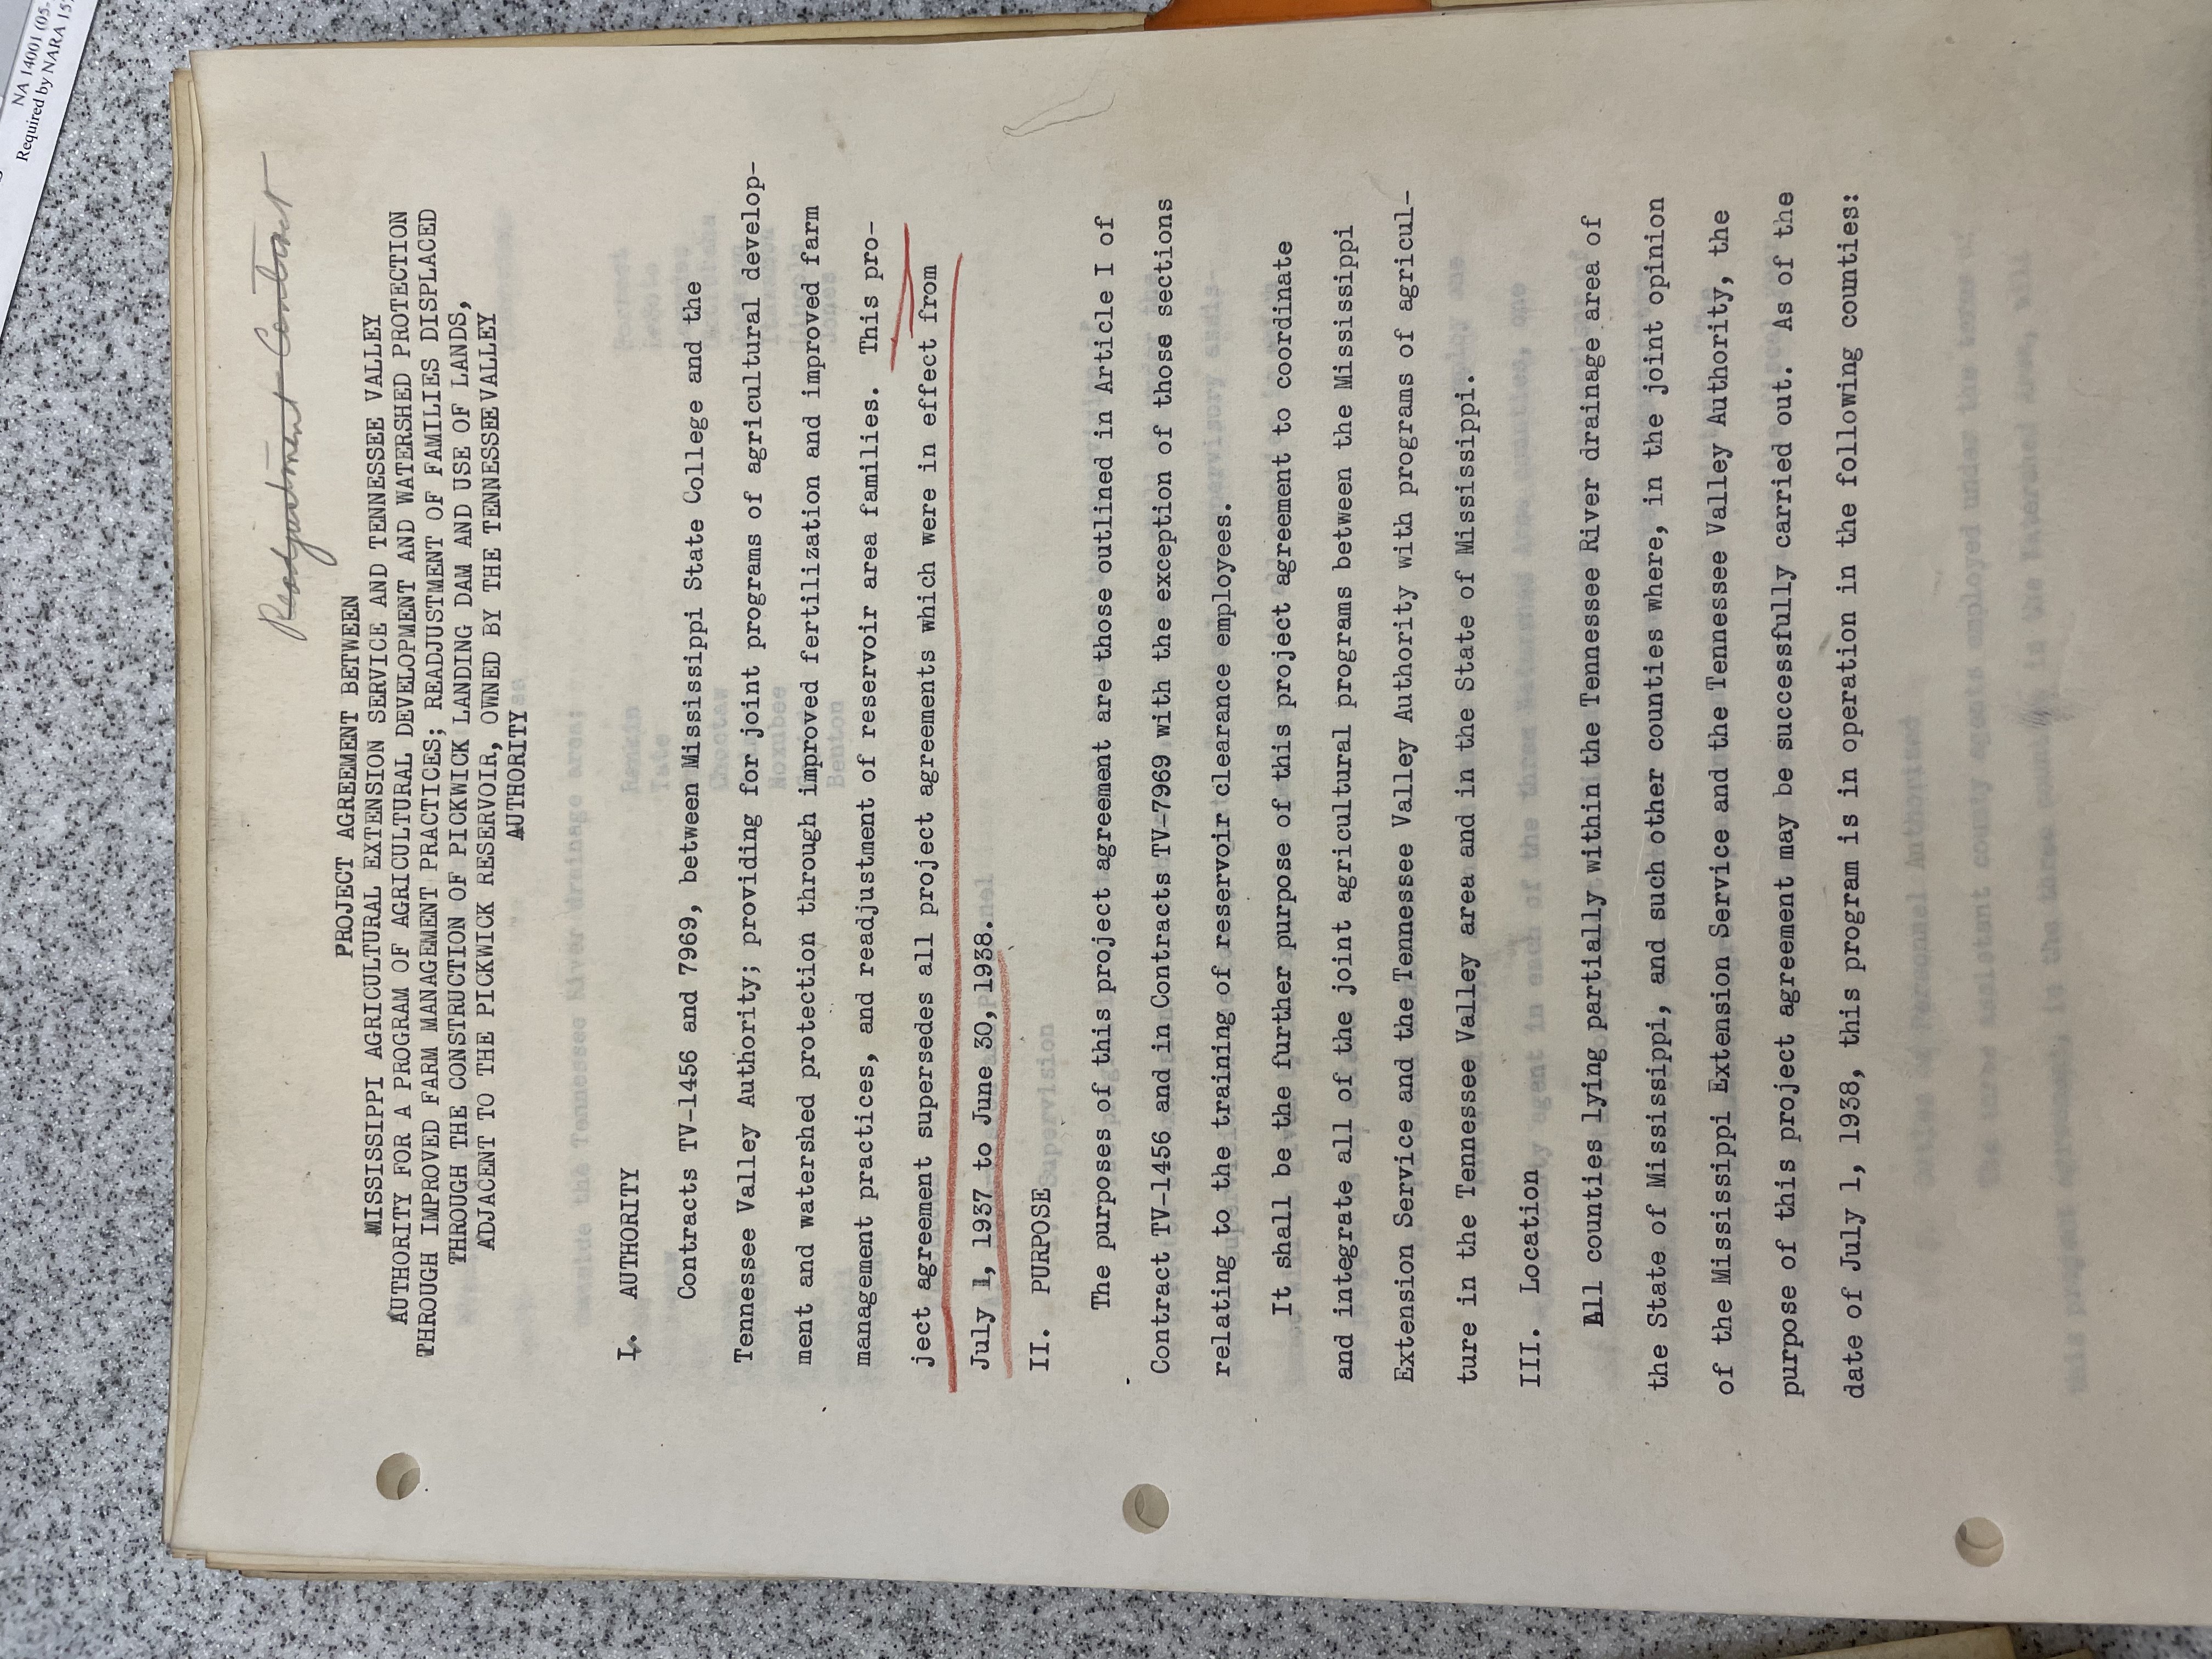 NA 14001 (05-
Required by NARA 15
Readjustment Contract
PROJECT AGREEMENT BETWEEN
MISSISSIPPI AGRICULTURAL EXTENSION SERVICE AND TENNESSEE VALLEY
AUTHORITY FOR A PROGRAM OF AGRICULTURAL DEVELOPMENT AND WATERSHED PROTECTION
THROUGH IMPROVED FARM MANAGEMENT PRACTICES; READJUSTMENT OF FAMILIES DISPLACED
THROUGH THE CONSTRUCTION OF PICKWICK LANDING DAM AND USE OF LANDS,
ADJACENT TO THE PICKWICK RESERVOIR, OWNED BY THE TENNESSEE VALLEY
AUTHORITY
I. AUTHORITY
Contracts TV-1456 and 7969, between Mississippi State College and the
Tennessee Valley Authority; providing for joint programs of agricultural develop-
ment and watershed protection through improved fertilization and improved farm
management practices, and readjustment of reservoir area families. This pro-
ject agreement supersedes all project agreements which were in effect from
July 1, 1937 to June 30, 1938.
II. PURPOSE
The purposes of this project agreement are those outlined in Article I of
Contract TV-1456 and in Contracts TV-7969 with the exception of those sections
relating to the training of reservoir clearance employees.
It shall be the further purpose of this project agreement to coordinate
and integrate all of the joint agricultural programs between the Mississippi
Extension Service and the Tennessee Valley Authority with programs of agricul-
ture in the Tennessee Valley area and in the State of Mississippi.
III. Location
All counties lying partially within the Tennessee River drainage area of
the State of Mississippi, and such other counties where, in the joint opinion
of the Mississippi Extension Service and the Tennessee Valley Authority, the
purpose of this project agreement may be successfully carried out. As of the
date of July 1, 1938, this program is in operation in the following counties: